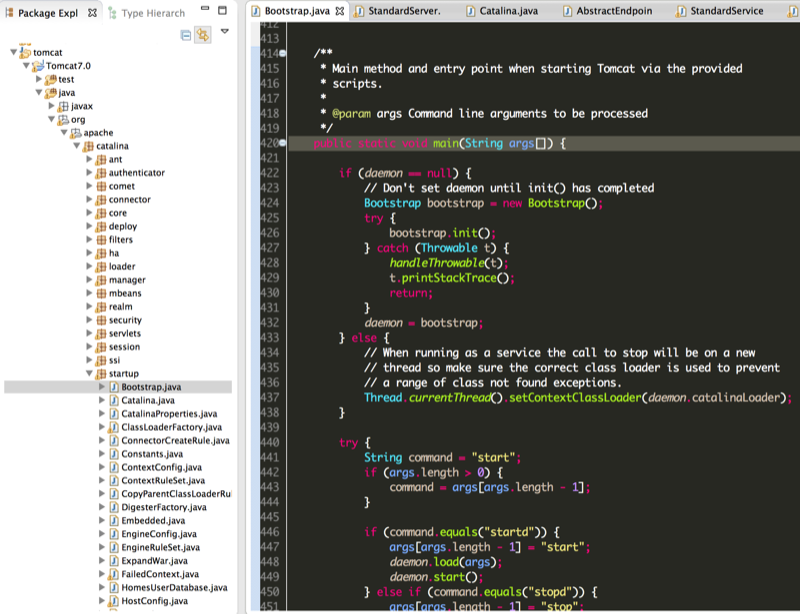 Package Expl
Type Hierarch
tomcat
Tomcat7.0
test
java
javax
org
apache
catalina
ant
authenticator
comet
connector
core
deploy
filters
ha
loader
manager
mbeans
realm
security
servlets
session
ssi
startup
Bootstrap.java
Catalina.java
CatalinaProperties.java
ClassLoaderFactory.java
ConnectorCreateRule.java
Constants.java
ContextConfig.java
ContextRuleSet.java
CopyParentClassLoaderRu
DigesterFactory.java
Embedded.java
EngineConfig.java
EngineRuleSet.java
ExpandWar.java
FailedContext.java
HomesUserDatabase.java
HostConfig.java
Bootstrap.java
StandardServer.
Catalina.java
AbstractEndpoin
StandardService
412
413
414 /**
415 * Main method and entry point when starting Tomcat via the provided
416 * scripts.
417 *
418 * @param args Command line arguments to be processed
419 */
420 public static void main(String args[]) {
421
422 if (daemon == null) {
423 // Don't set daemon until init() has completed
424 Bootstrap bootstrap = new Bootstrap();
425 try {
426 bootstrap.init();
427 } catch (Throwable t) {
428 handleThrowable(t);
429 t.printStackTrace();
430 return;
431 }
432 daemon = bootstrap;
433 } else {
434 // When running as a service the call to stop will be on a new
435 // thread so make sure the correct class loader is used to prevent
436 // a range of class not found exceptions.
437 Thread.currentThread().setContextClassLoader(daemon.catalinaLoader);
438 }
439
440 try {
441 String command = "start";
442 if (args.length > 0) {
443 command = args[args.length - 1];
444 }
445
446 if (command.equals("startd")) {
447 args[args.length - 1] = "start";
448 daemon.load(args);
449 daemon.start();
450 } else if (command.equals("stopd")) {
451 args[args.length - 1] = "stop";